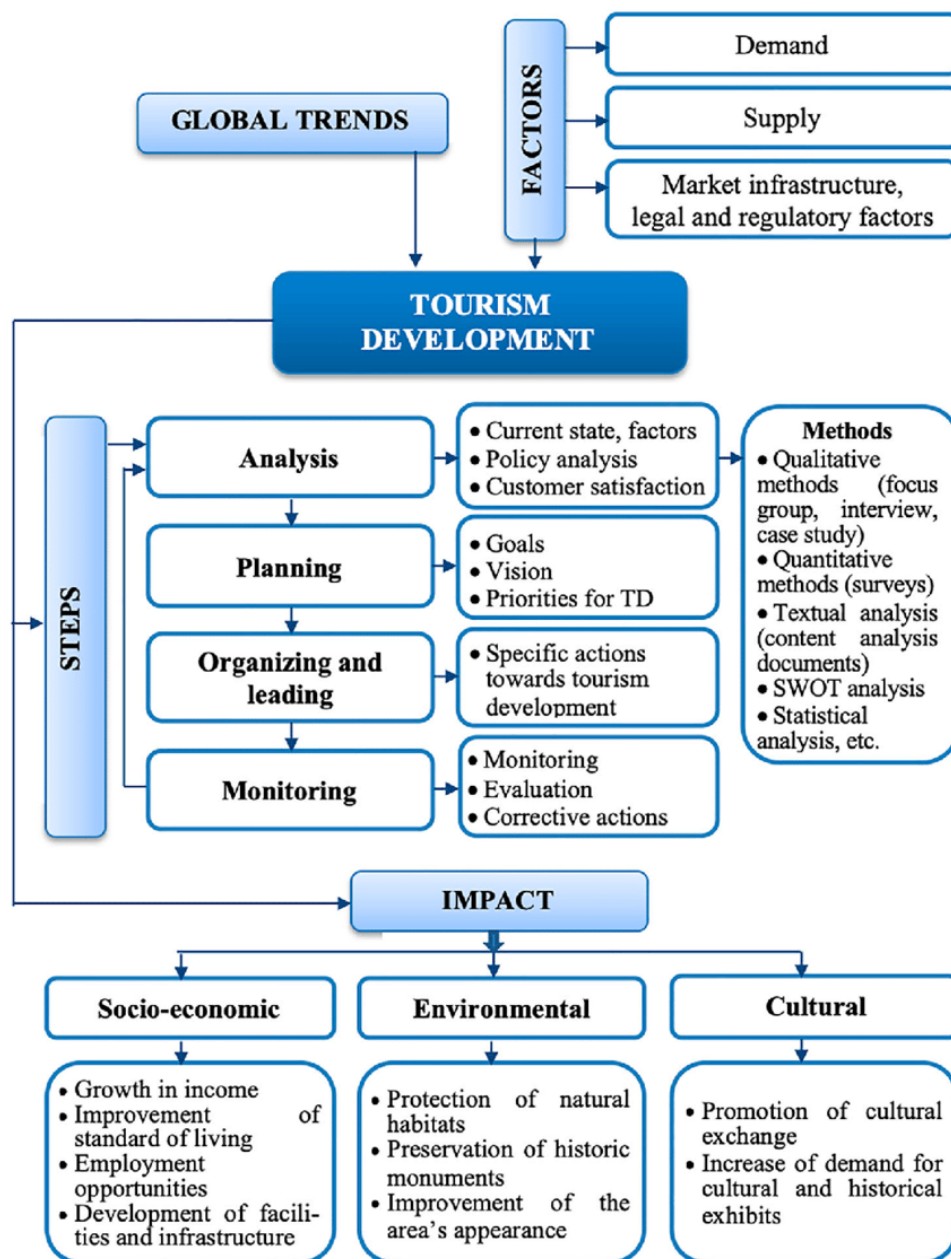 GLOBAL TRENDS
FACTORS
Demand
Supply
Market infrastructure,
legal and regulatory factors
TOURISM
DEVELOPMENT
STEPS
Analysis
• Current state, factors
• Policy analysis
• Customer satisfaction
Methods
• Qualitative
methods (focus
group, interview,
case study)
• Quantitative
methods (surveys)
• Textual analysis
(content analysis
documents)
• SWOT analysis
• Statistical
analysis, etc.
Planning
• Goals
• Vision
• Priorities for TD
Organizing and
leading
• Specific actions
towards tourism
development
Monitoring
• Monitoring
• Evaluation
• Corrective actions
IMPACT
Socio-economic
• Growth in income
• Improvement of
standard of living
• Employment
opportunities
• Development of facili-
ties and infrastructure
Environmental
• Protection of natural
habitats
• Preservation of historic
monuments
• Improvement of the
area's appearance
Cultural
• Promotion of cultural
exchange
• Increase of demand for
cultural and historical
exhibits